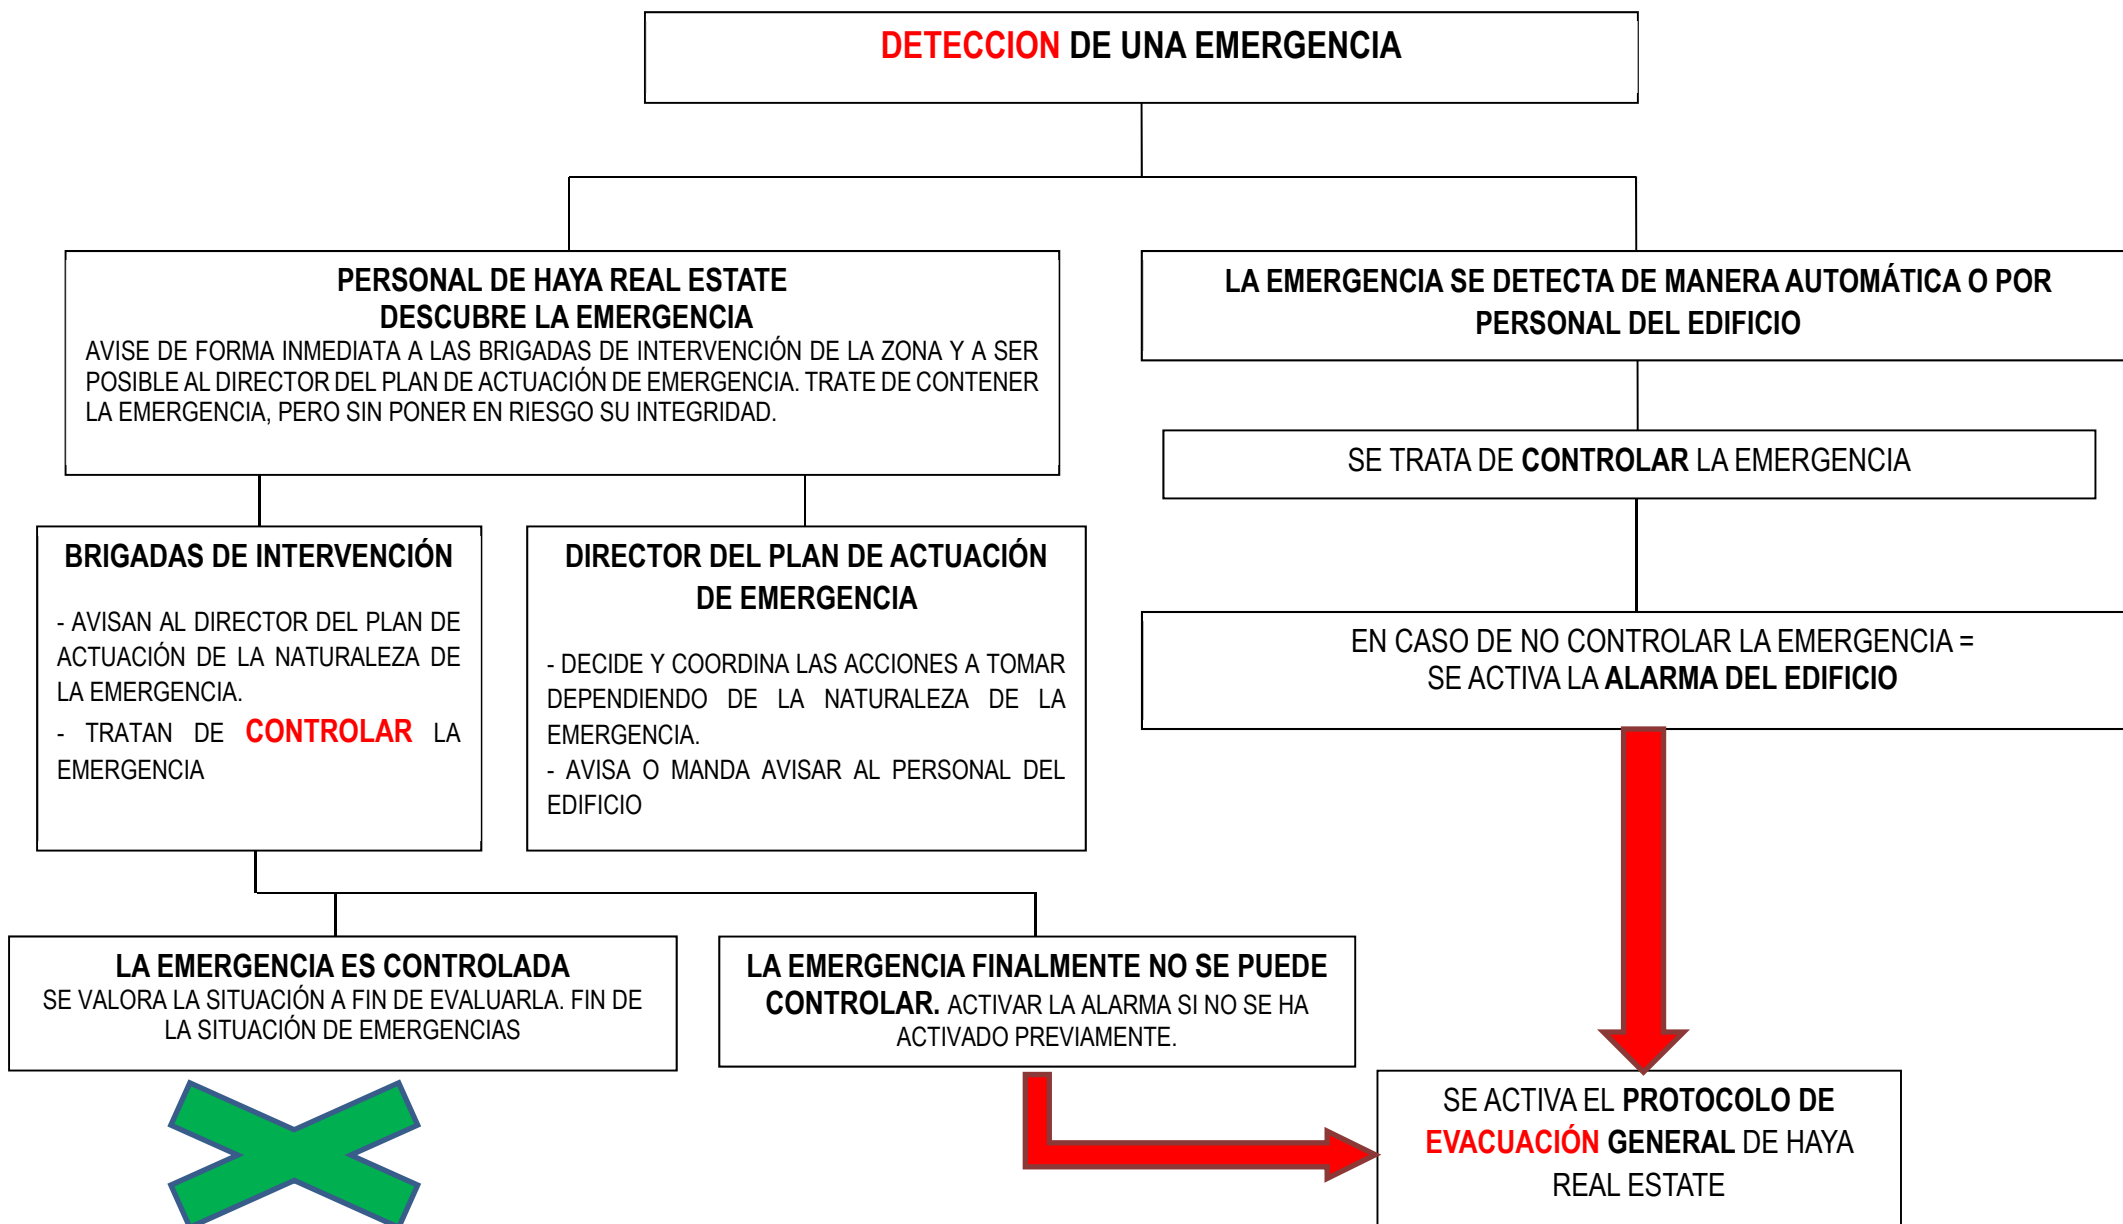 DETECCION DE UNA EMERGENCIA
PERSONAL DE HAYA REAL ESTATE
DESCUBRE LA EMERGENCIA
AVISE DE FORMA INMEDIATA A LAS BRIGADAS DE INTERVENCIÓN DE LA ZONA Y A SER
POSIBLE AL DIRECTOR DEL PLAN DE ACTUACIÓN DE EMERGENCIA. TRATE DE CONTENER
LA EMERGENCIA, PERO SIN PONER EN RIESGO SU INTEGRIDAD.
LA EMERGENCIA SE DETECTA DE MANERA AUTOMÁTICA O POR
PERSONAL DEL EDIFICIO
SE TRATA DE CONTROLAR LA EMERGENCIA
BRIGADAS DE INTERVENCIÓN
- AVISAN AL DIRECTOR DEL PLAN DE
ACTUACIÓN DE LA NATURALEZA DE
LA EMERGENCIA.
- TRATAN DE CONTROLAR LA
EMERGENCIA
DIRECTOR DEL PLAN DE ACTUACIÓN
DE EMERGENCIA
- DECIDE Y COORDINA LAS ACCIONES A TOMAR
DEPENDIENDO DE LA NATURALEZA DE LA
EMERGENCIA.
- AVISA O MANDA AVISAR AL PERSONAL DEL
EDIFICIO
EN CASO DE NO CONTROLAR LA EMERGENCIA =
SE ACTIVA LA ALARMA DEL EDIFICIO
LA EMERGENCIA ES CONTROLADA
SE VALORA LA SITUACIÓN A FIN DE EVALUARLA. FIN DE
LA SITUACIÓN DE EMERGENCIAS
LA EMERGENCIA FINALMENTE NO SE PUEDE
CONTROLAR. ACTIVAR LA ALARMA SI NO SE HA
ACTIVADO PREVIAMENTE.
SE ACTIVA EL PROTOCOLO DE
EVACUACIÓN GENERAL DE HAYA
REAL ESTATE